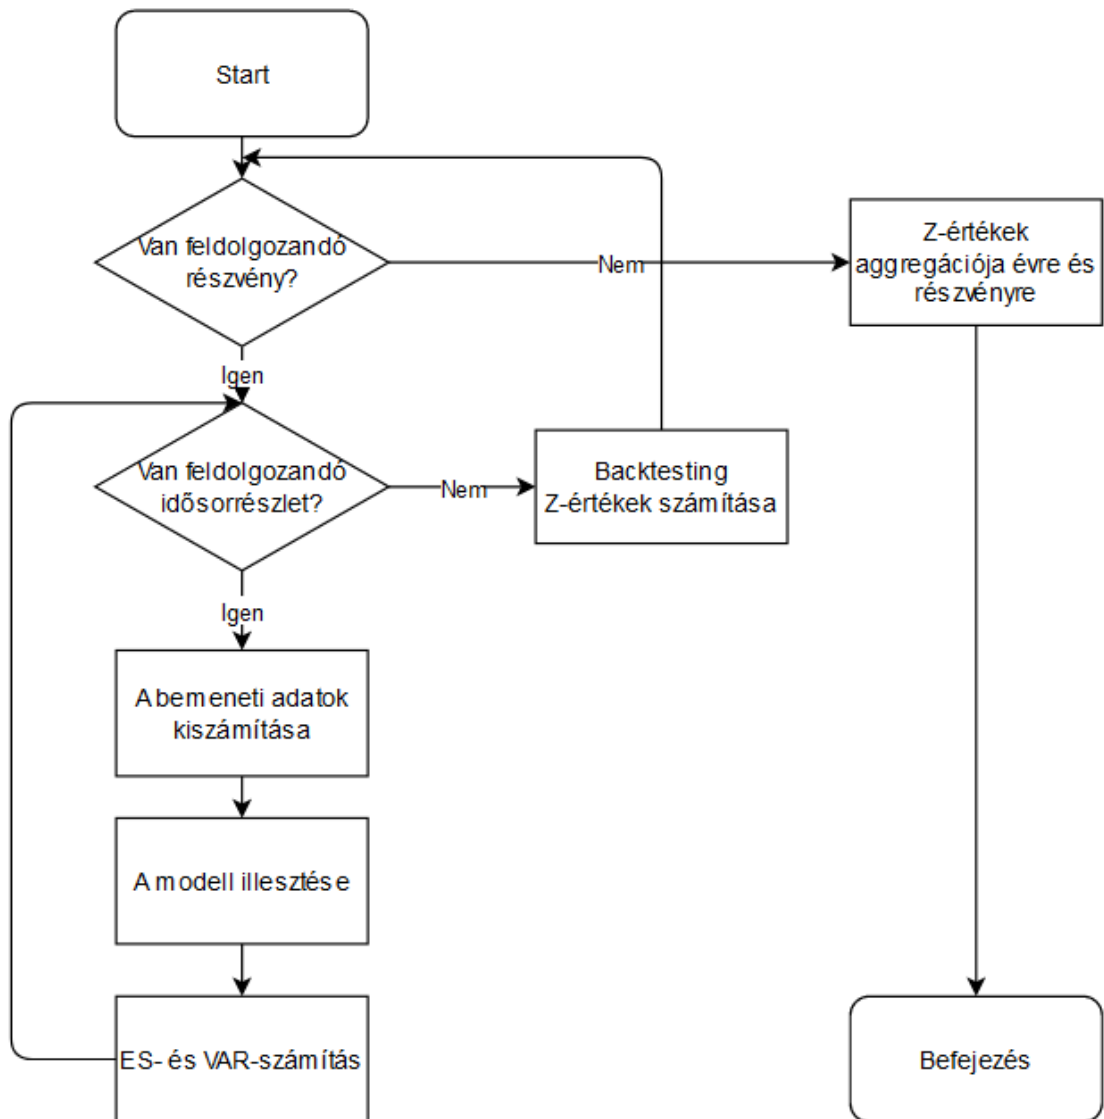 Start
Van feldolgozandó
részvény?
Nem
Z-értékek
aggregációja évre és
részvényre
Igen
Van feldolgozandó
idősorrészlet?
Nem
Backtesting
Z-értékek számítása
Igen
A bemeneti adatok
kiszámítása
A modell illesztése
ES- és VAR-számítás
Befejezés